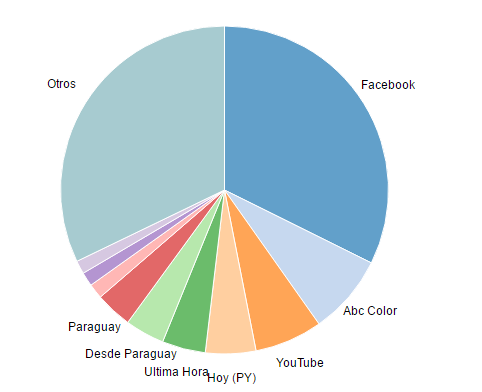 Otros
Facebook
Abc Color
YouTube
Hoy (PY)
Ultima Hora
Desde Paraguay
Paraguay